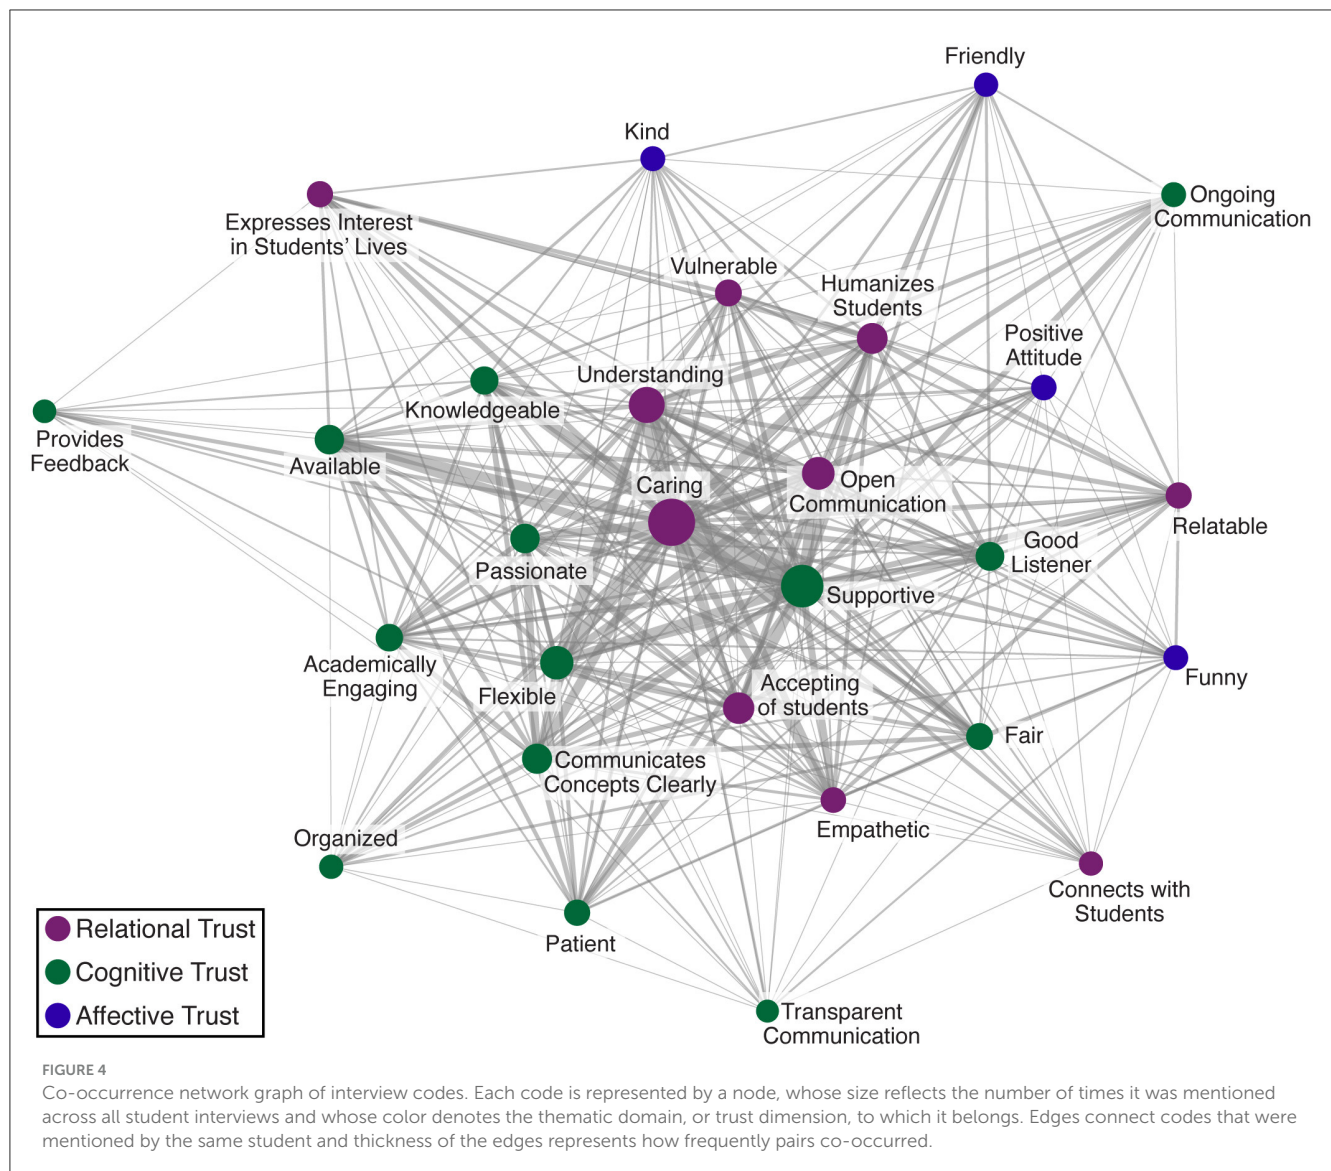 Friendly
Kind
Ongoing
Communication
Expresses Interest
in Students' Lives
Vulnerable
Humanizes
Students
Positive
Attitude
Understanding
Knowledgeable
Provides
Feedback
Available
Caring
Open
Communication
Relatable
Good
Listener
Passionate
Supportive
Academically
Engaging
Flexible
Accepting
of students
Funny
Fair
Communicates
Concepts Clearly
Empathetic
Organized
Connects with
Students
Patient
Transparent
Communication
Relational Trust
Cognitive Trust
Affective Trust
FIGURE 4
Co-occurrence network graph of interview codes. Each code is represented by a node, whose size reflects the number of times it was mentioned
across all student interviews and whose color denotes the thematic domain, or trust dimension, to which it belongs. Edges connect codes that were
mentioned by the same student and thickness of the edges represents how frequently pairs co-occurred.